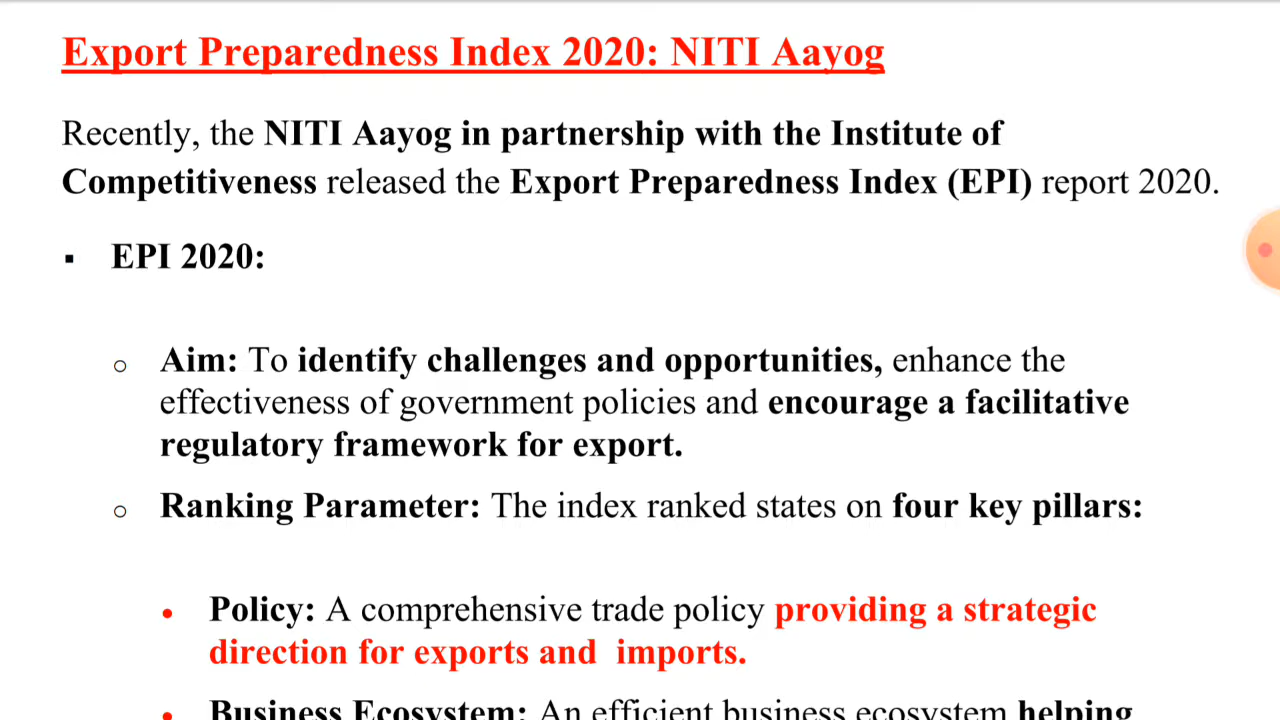 Export Preparedness Index 2020: NITI Aayog
Recently, the NITI Aayog in partnership with the Institute of
Competitiveness released the Export Preparedness Index (EPI) report 2020.
▪ EPI 2020:
o Aim: To identify challenges and opportunities, enhance the
effectiveness of government policies and encourage a facilitative
regulatory framework for export.
o Ranking Parameter: The index ranked states on four key pillars:
• Policy: A comprehensive trade policy providing a strategic
direction for exports and  imports.
• Business Ecosystem: An efficient business ecosystem helping